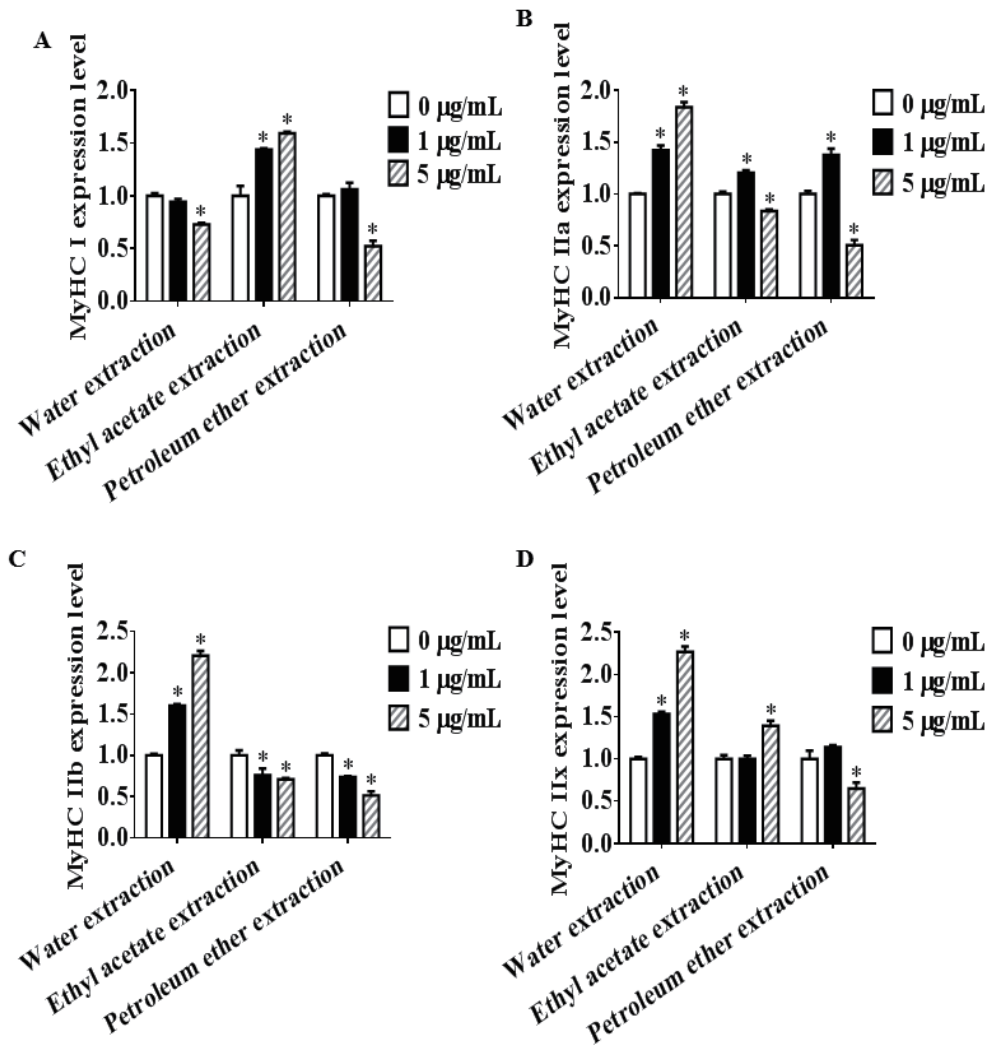 A
MyHC I expression level
2.0
1.5
1.0
0.5
0.0
* * * *
0 μg/mL
1 μg/mL
5 μg/mL
Water extraction
Ethyl acetate extraction
Petroleum ether extraction
B
MyHC IIa expression level
2.0
1.5
1.0
0.5
0.0
* * * * * *
0 μg/mL
1 μg/mL
5 μg/mL
Water extraction
Ethyl acetate extraction
Petroleum ether extraction
C
MyHC IIb expression level
2.5
2.0
1.5
1.0
0.5
0.0
* * * * * *
0 μg/mL
1 μg/mL
5 μg/mL
Water extraction
Ethyl acetate extraction
Petroleum ether extraction
D
MyHC IIx expression level
2.5
2.0
1.5
1.0
0.5
0.0
* * * *
0 μg/mL
1 μg/mL
5 μg/mL
Water extraction
Ethyl acetate extraction
Petroleum ether extraction